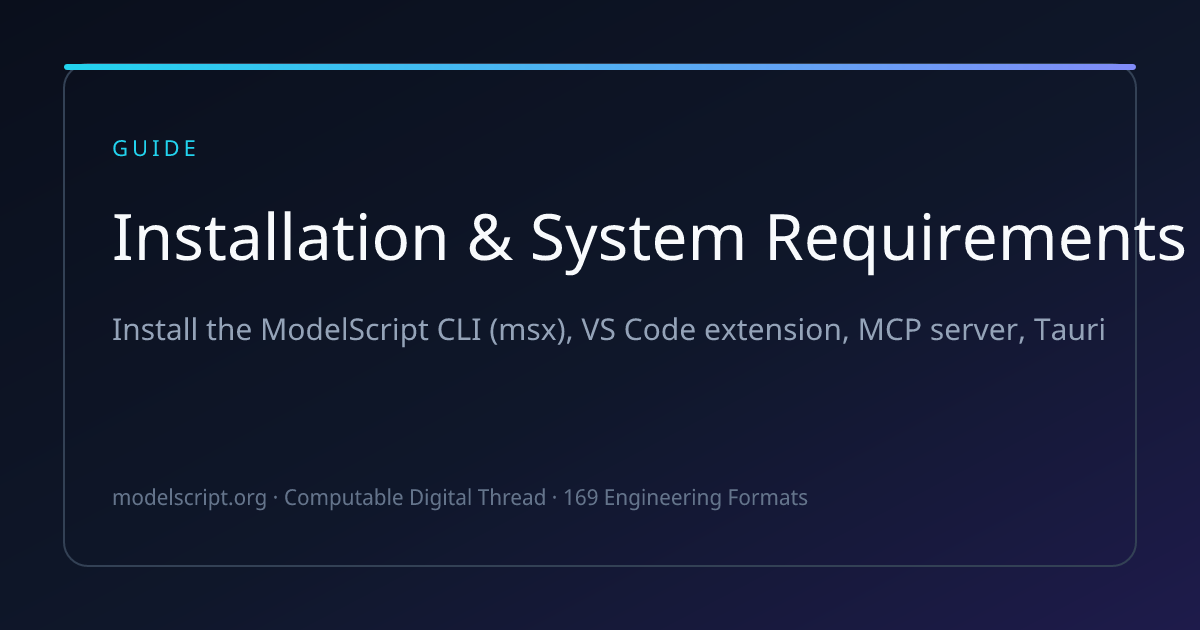 GUIDE
Installation & System Requirements
Install the ModelScript CLI (msx), VS Code extension, MCP server, Tauri
modelscript.org · Computable Digital Thread · 169 Engineering Formats